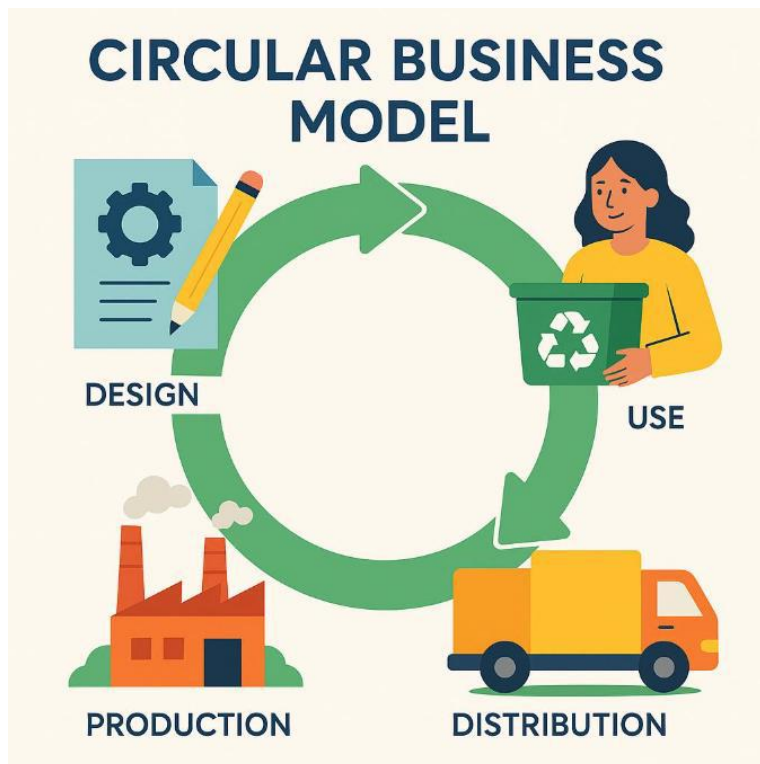 CIRCULAR BUSINESS
MODEL
DESIGN
USE
PRODUCTION
DISTRIBUTION